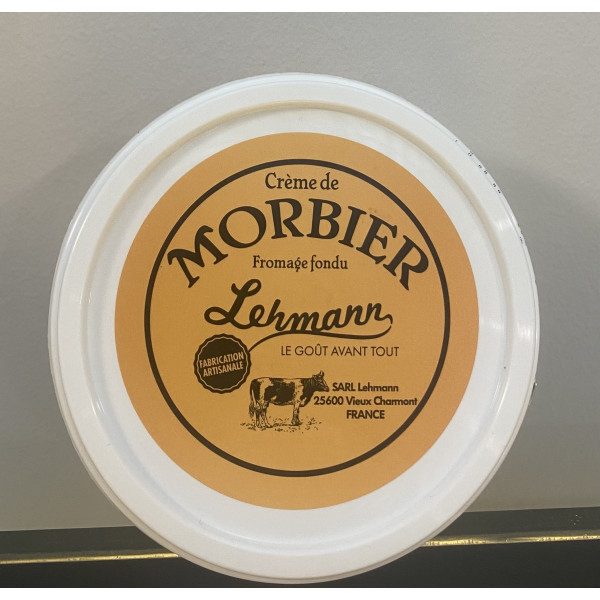 Crème de
MORBIER
Fromage fondu
Lehmann
LE GOÛT AVANT TOUT
FABRICATION
ARTISANALE
SARL Lehmann
25600 Vieux Charmont
FRANCE